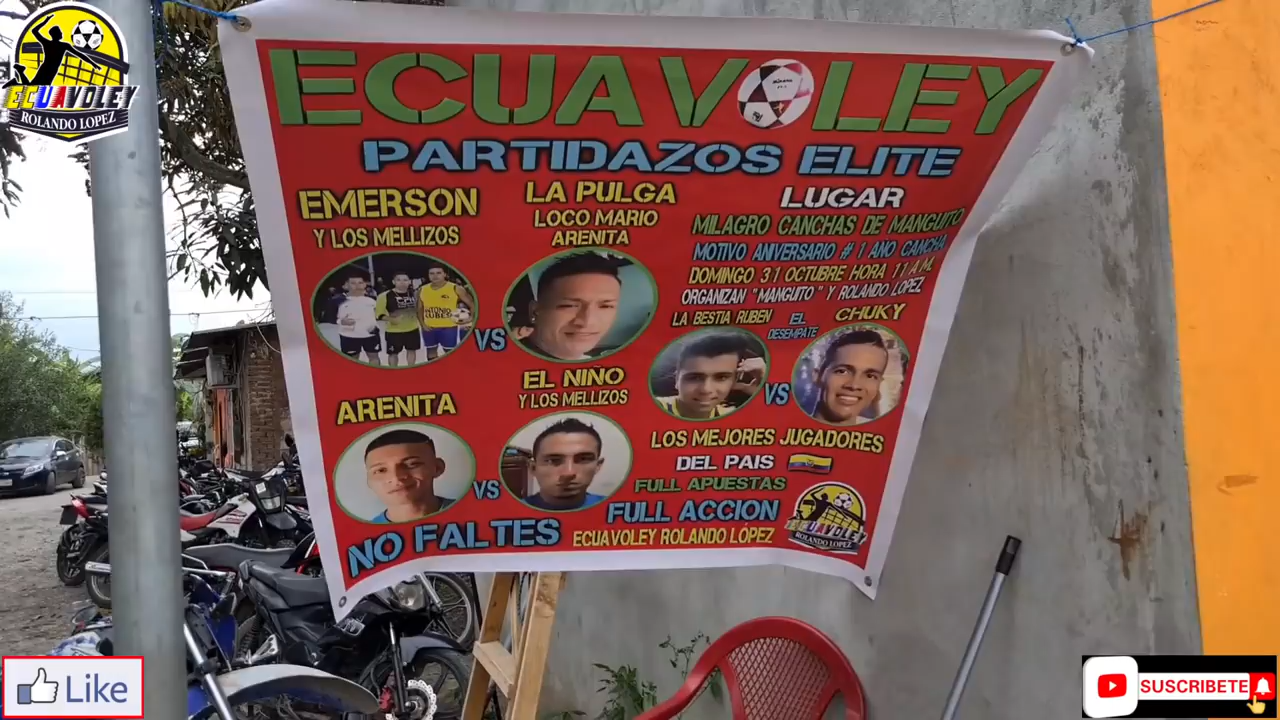 ECUAVOLEY
ROLANDO LOPEZ
ECUAVOLEY
PARTIDAZOS ELITE
EMERSON
Y LOS MELLIZOS
LA PULGA
LOCO MARIO
ARENITA
LUGAR
MILAGRO CANCHAS DE MANGUITO
MOTIVO ANIVERSARIO # 1 AÑO CANCHA
DOMINGO 31 OCTUBRE HORA 11 A M.
ORGANIZAN "MANGUITO" Y ROLANDO LOPEZ
VS
LA BESTIA RUBEN
EL
DESEMPATE
CHUKY
VS
ARENITA
EL NIÑO
Y LOS MELLIZOS
VS
LOS MEJORES JUGADORES
DEL PAIS
FULL APUESTAS
FULL ACCION
NO FALTES
ECUAVOLEY ROLANDO LÓPEZ
ECUAVOLEY
ROLANDO LOPEZ
Like
SUSCRIBETE